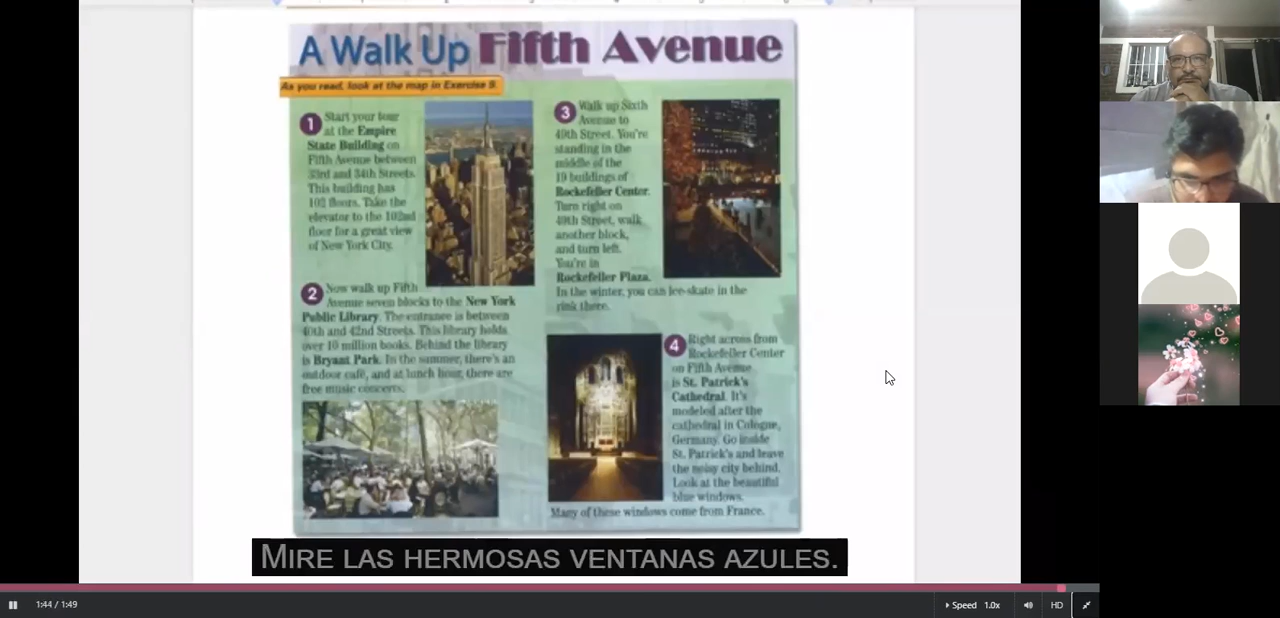 A Walk Up Fifth Avenue
As you read, look at the map in Exercise 9.
1 Start your tour
at the Empire
State Building on
Fifth Avenue between
33rd and 34th Streets.
This building has
102 floors. Take the
elevator to the 102nd
floor for a great view
of New York City.
2 Now walk up Fifth
Avenue seven blocks to the New York
Public Library. The entrance is between
40th and 42nd Streets. This library holds
over 10 million books. Behind the library
is Bryant Park. In the summer, there's an
outdoor café, and at lunch hour, there are
free music concerts.
3 Walk up Sixth
Avenue to
49th Street. You're
standing in the
middle of the
19 buildings of
Rockefeller Center.
Turn right on
49th Street, walk
another block,
and turn left.
You're in
Rockefeller Plaza.
In the winter, you can ice-skate in the
rink there.
4 Right across from
Rockefeller Center
on Fifth Avenue
is St. Patrick's
Cathedral. It's
modeled after the
cathedral in Cologne,
Germany. Go inside
St. Patrick's and leave
the noisy city behind.
Look at the beautiful
blue windows.
Many of these windows come from France.
MIRE LAS HERMOSAS VENTANAS AZULES.
1:44 / 1:49
Speed 1.0x
HD